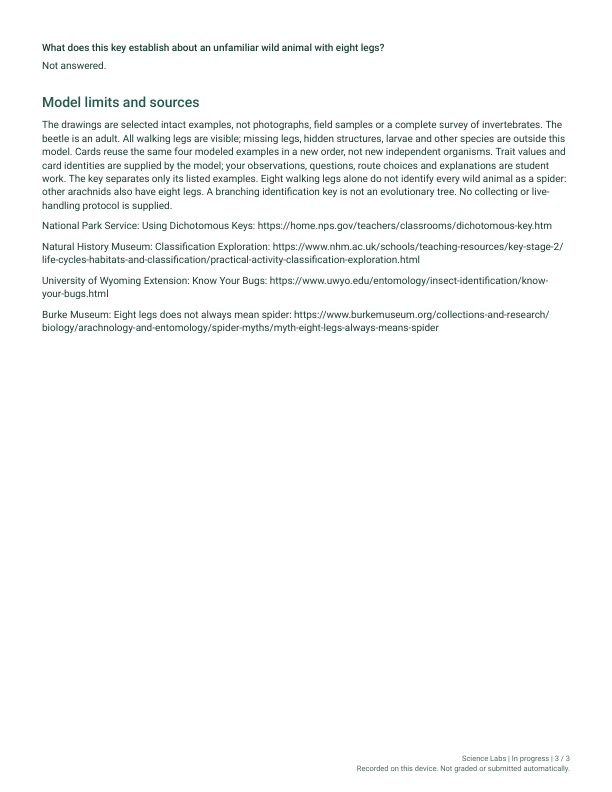 What does this key establish about an unfamiliar wild animal with eight legs?
Not answered.
Model limits and sources
The drawings are selected intact examples, not photographs, field samples or a complete survey of invertebrates. The
beetle is an adult. All walking legs are visible; missing legs, hidden structures, larvae and other species are outside this
model. Cards reuse the same four modeled examples in a new order, not new independent organisms. Trait values and
card identities are supplied by the model; your observations, questions, route choices and explanations are student
work. The key separates only its listed examples. Eight walking legs alone do not identify every wild animal as a spider:
other arachnids also have eight legs. A branching identification key is not an evolutionary tree. No collecting or live-
handling protocol is supplied.
National Park Service: Using Dichotomous Keys: https://home.nps.gov/teachers/classrooms/dichotomous-key.htm
Natural History Museum: Classification Exploration: https://www.nhm.ac.uk/schools/teaching-resources/key-stage-2/
life-cycles-habitats-and-classification/practical-activity-classification-exploration.html
University of Wyoming Extension: Know Your Bugs: https://www.uwyo.edu/entomology/insect-identification/know-
your-bugs.html
Burke Museum: Eight legs does not always mean spider: https://www.burkemuseum.org/collections-and-research/
biology/arachnology-and-entomology/spider-myths/myth-eight-legs-always-means-spider
Science Labs | In progress | 3 / 3
Recorded on this device. Not graded or submitted automatically.